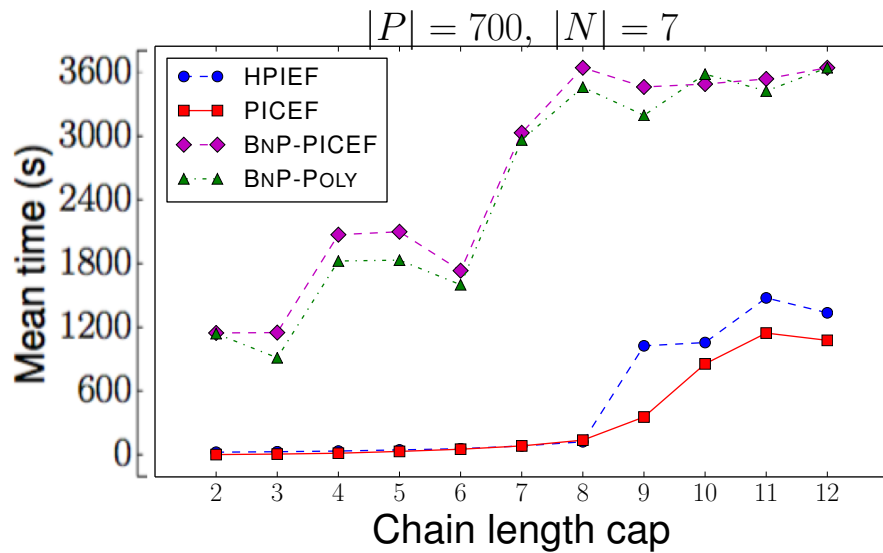 |P| = 700, |N| = 7
Mean time (s)
3600
3000
2400
1800
1200
600
0
HPIEF
PICEF
BNP-PICEF
BNP-POLY
2 3 4 5 6 7 8 9 10 11 12
Chain length cap